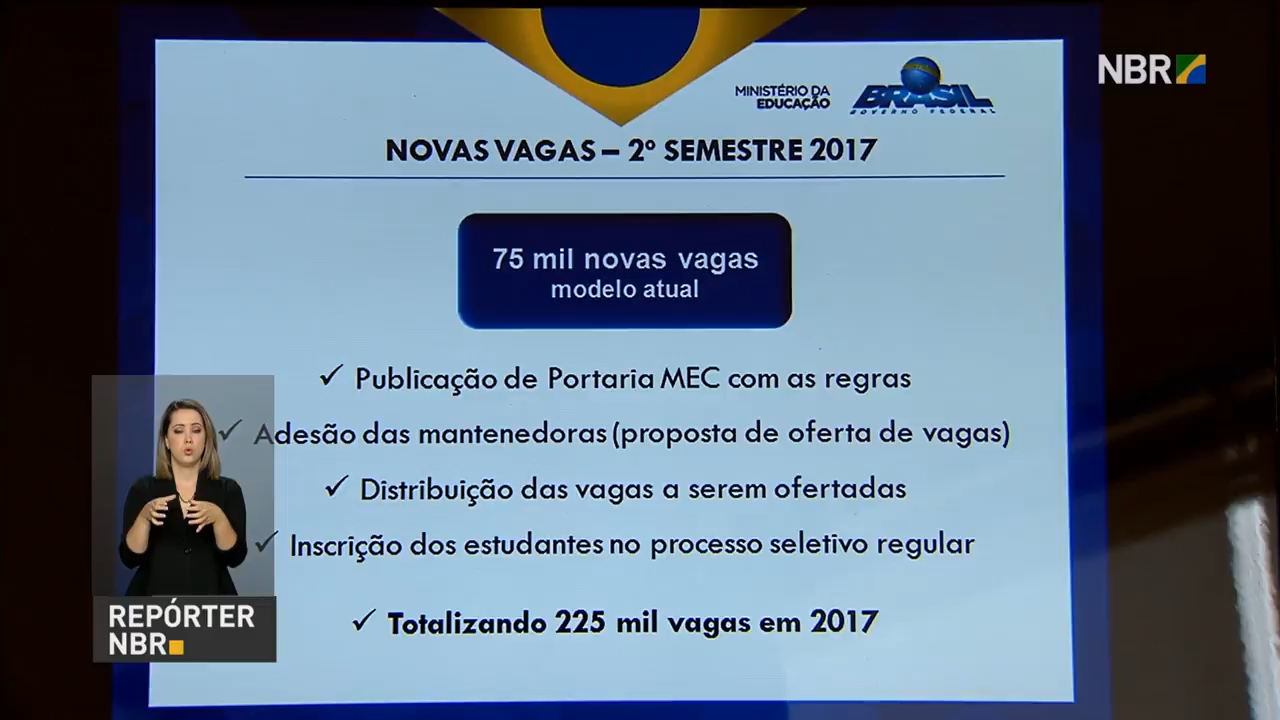 NBR
MINISTÉRIO DA
EDUCAÇÃO
BRASIL
GOVERNO FEDERAL
NOVAS VAGAS – 2º SEMESTRE 2017
75 mil novas vagas
modelo atual
✓ Publicação de Portaria MEC com as regras
✓ Adesão das mantenedoras (proposta de oferta de vagas)
✓ Distribuição das vagas a serem ofertadas
✓ Inscrição dos estudantes no processo seletivo regular
✓ Totalizando 225 mil vagas em 2017
REPÓRTER
NBR